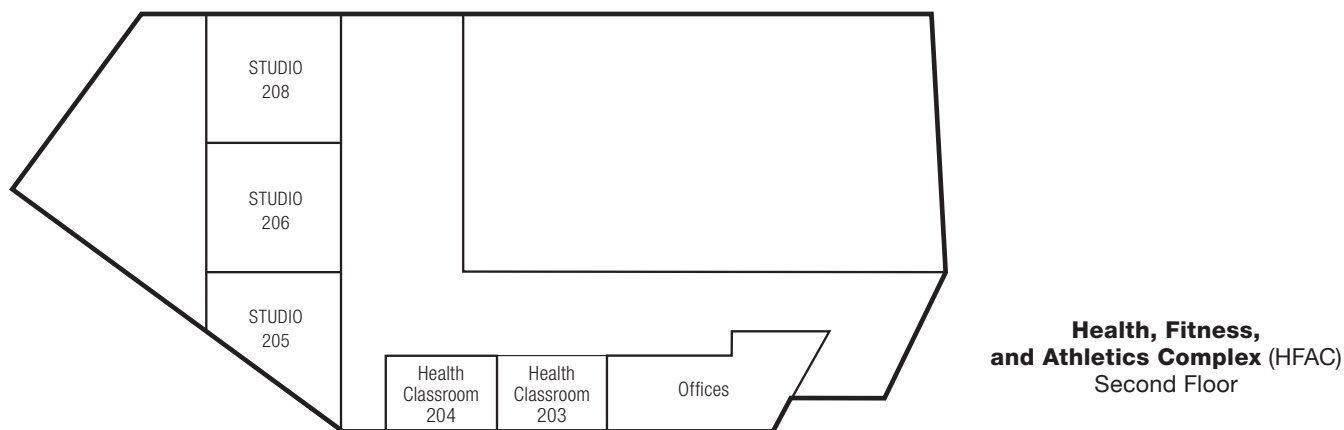 STUDIO
208
STUDIO
206
STUDIO
205
Health
Classroom
204
Health
Classroom
203
Offices
Health, Fitness,
and Athletics Complex (HFAC)
Second Floor